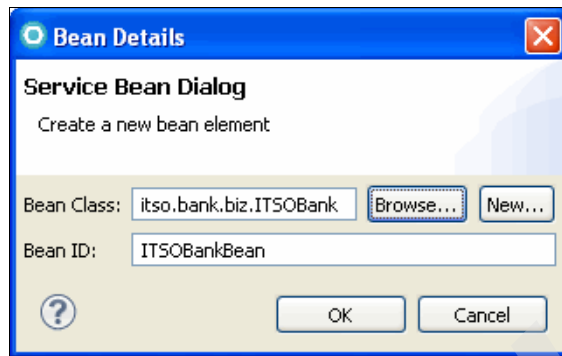 Bean Details
Service Bean Dialog
Create a new bean element
Bean Class: itso.bank.biz.ITSOBank Browse... New...
Bean ID: ITSOBankBean
? OK Cancel